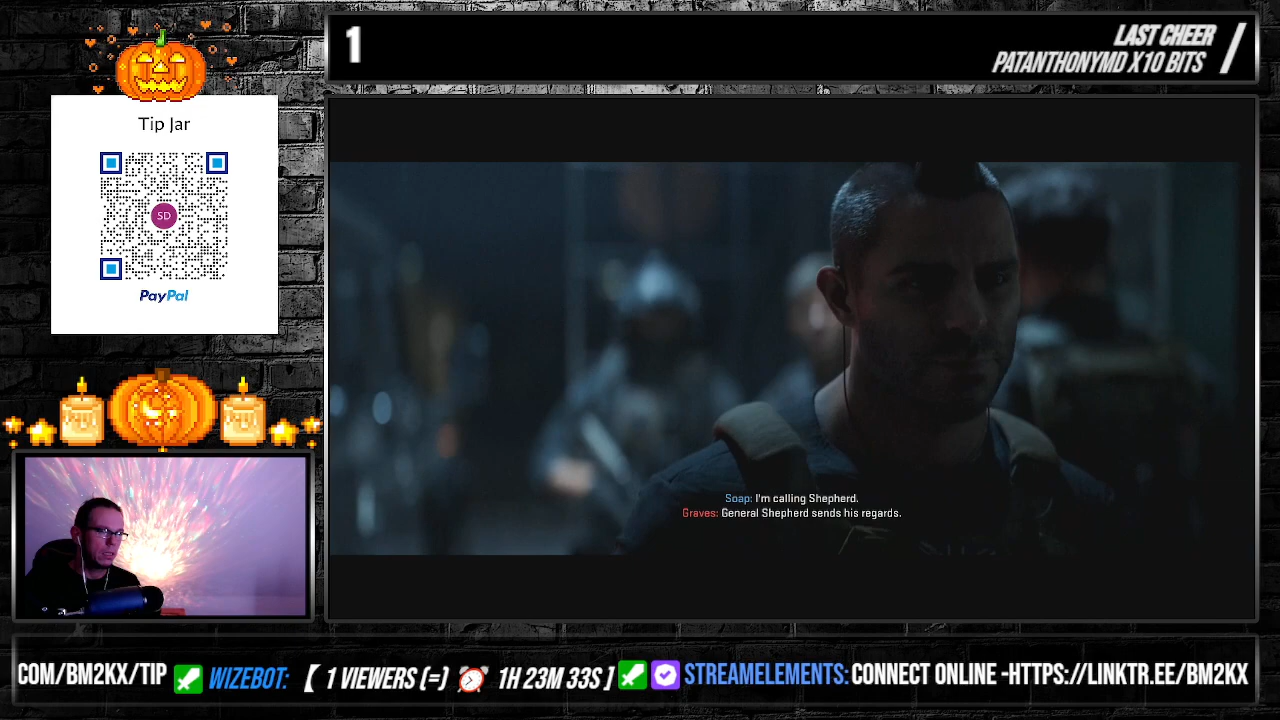 1
LAST CHEER
PATANTHONYMD X10 BITS
Tip Jar
SD
PayPal
Soap: I'm calling Shepherd.
Graves: General Shepherd sends his regards.
COM/BM2KX/TIP WIZEBOT: [ 1 VIEWERS (=) 1H 23M 33S ] STREAMELEMENTS: CONNECT ONLINE -HTTPS://LINKTR.EE/BM2KX